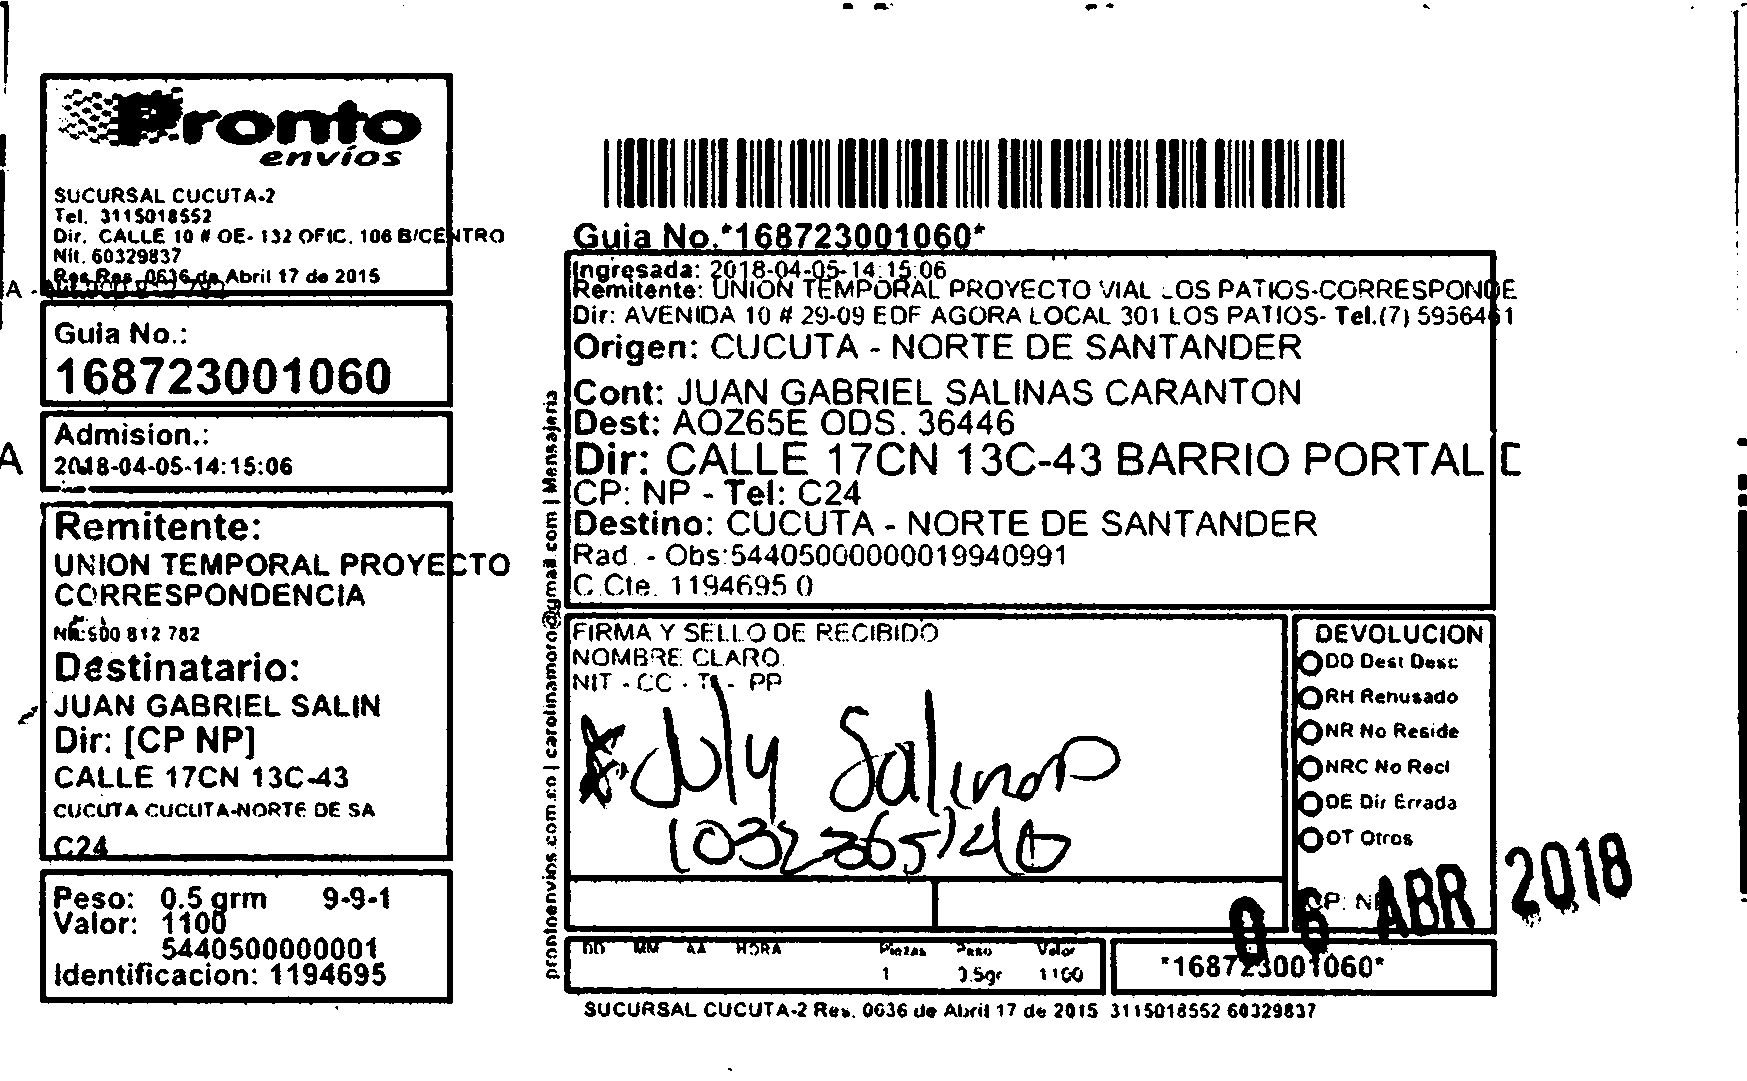 Pronto
envíos
SUCURSAL CUCUTA-2
Tel. 3115018552
Dir. CALLE 10 # OE- 132 OFIC. 106 B/CENTRO
Nit. 60329837
Res Res. 0636 de Abril 17 de 2015
A -
Guia No.:
168723001060
Admision.:
2018-04-05-14:15:06
A
Remitente:
UNION TEMPORAL PROYECTO
CORRESPONDENCIA
812 782
Destinatario:
JUAN GABRIEL SALIN
Dir: [CP NP]
CALLE 17CN 13C-43
CUCUTA CUCUTA-NORTE DE SA
C24
Peso: 0.5 grm 9-9-1
Valor: 1100
5440500000001
Identificacion: 1194695
prontoenvios.com.co | carolinamoro@gmail.com | Mensajeria
Guia No.*168723001060*
Ingresada: 2018-04-05-14:15:06
Remitente: UNION TEMPORAL PROYECTO VIAL LOS PATIOS-CORRESPONDE
Dir: AVENIDA 10 # 29-09 EDF AGORA LOCAL 301 LOS PATIOS- Tel.(7) 5956461
Origen: CUCUTA - NORTE DE SANTANDER
Cont: JUAN GABRIEL SALINAS CARANTON
Dest: AOZ65E ODS. 36446
Dir: CALLE 17CN 13C-43 BARRIO PORTAL D
CP: NP - Tel: C24
Destino: CUCUTA - NORTE DE SANTANDER
Rad. - Obs:54405000000019940991
C.Cte. 1194695 0
FIRMA Y SELLO DE RECIBIDO
NOMBRE CLARO
NIT - CC - TI - PP
July Salinas
DEVOLUCION
DD Dest Desc
RH Rehusado
NR No Reside
NRC No Recl
DE Dir Errada
OT Otros
CP: NP
06 ABR 2018
DD MM AA HORA Piezas Peso Valor
1 0.5gr 1100
*168723001060*
SUCURSAL CUCUTA-2 Res. 0636 de Abril 17 de 2015 3115018552 60329837